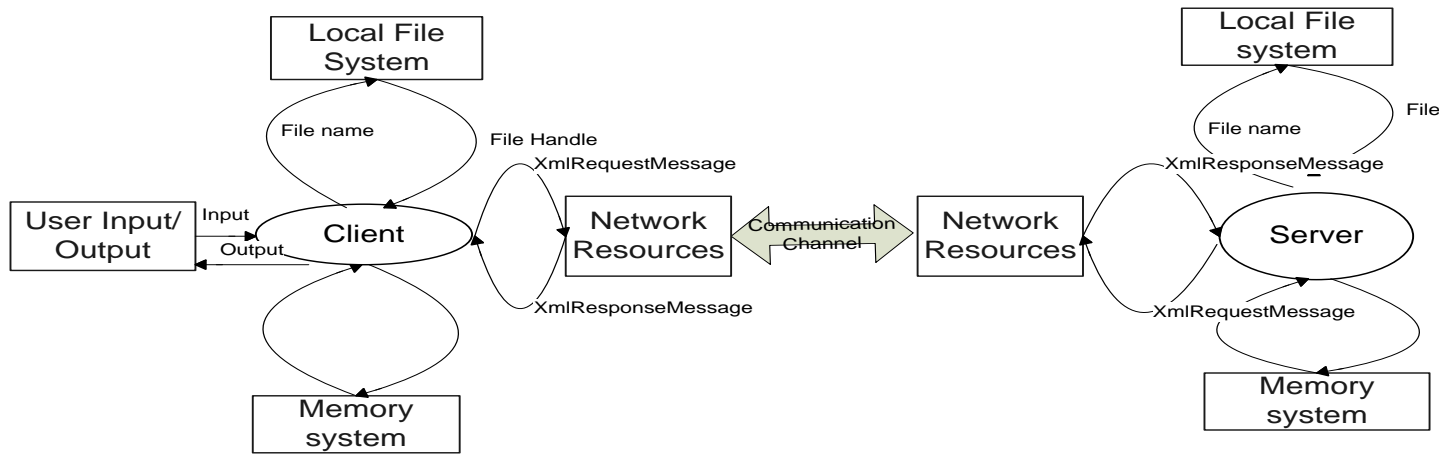 Local File
System
Local File
system
File name
File Handle
File name
File
XmlRequestMessage
XmlResponseMessage
User Input/
Output
Input
Output
Client
Network
Resources
Communication
Channel
Network
Resources
Server
XmlResponseMessage
XmlRequestMessage
Memory
system
Memory
system